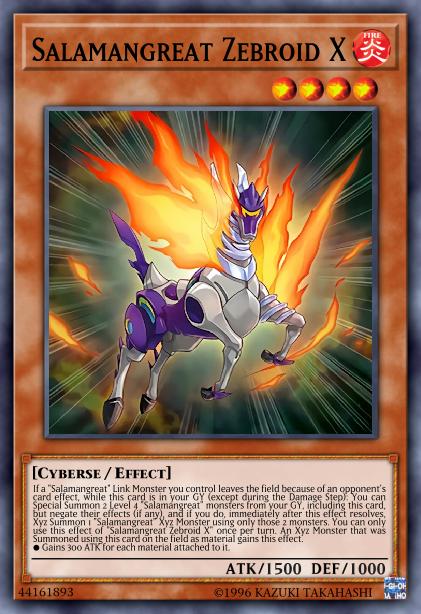 SALAMANGREAT ZEBROID X
FIRE
炎
[CYBERSE / EFFECT]
If a "Salamangreat" Link Monster you control leaves the field because of an opponent's
card effect, while this card is in your GY (except during the Damage Step): You can
Special Summon 2 Level 4 "Salamangreat" monsters from your GY, including this card,
but negate their effects (if any), and if you do, immediately after this effect resolves,
Xyz Summon 1 "Salamangreat" Xyz Monster using only those 2 monsters. You can only
use this effect of "Salamangreat Zebroid X" once per turn. An Xyz Monster that was
Summoned using this card on the field as material gains this effect.
● Gains 300 ATK for each material attached to it.
ATK/1500 DEF/1000
44161893
©1996 KAZUKI TAKAHASHI